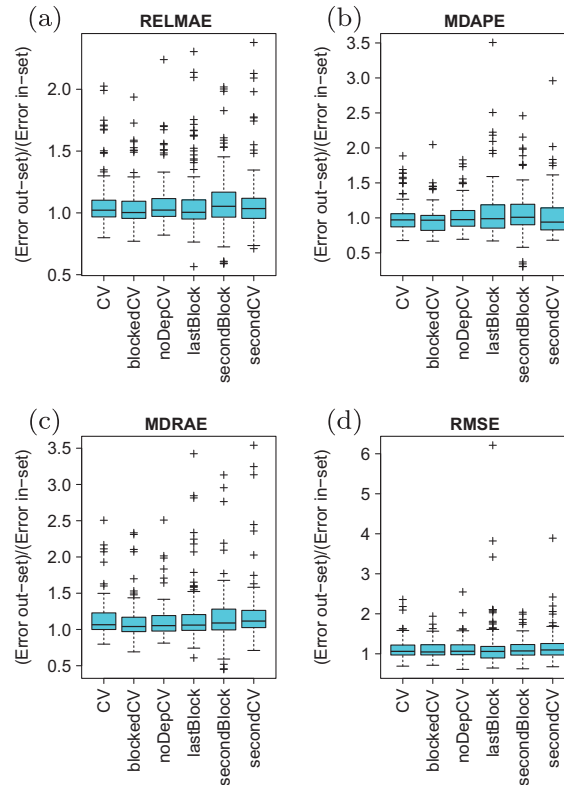 (a) RELMAE
(Error out−set)/(Error in−set)
2.0
1.5
1.0
0.5
CV
blockedCV
noDepCV
lastBlock
secondBlock
secondCV
(b) MDAPE
(Error out−set)/(Error in−set)
3.5
3.0
2.5
2.0
1.5
1.0
0.5
CV
blockedCV
noDepCV
lastBlock
secondBlock
secondCV
(c) MDRAE
(Error out−set)/(Error in−set)
3.5
3.0
2.5
2.0
1.5
1.0
0.5
CV
blockedCV
noDepCV
lastBlock
secondBlock
secondCV
(d) RMSE
(Error out−set)/(Error in−set)
6
5
4
3
2
1
CV
blockedCV
noDepCV
lastBlock
secondBlock
secondCV